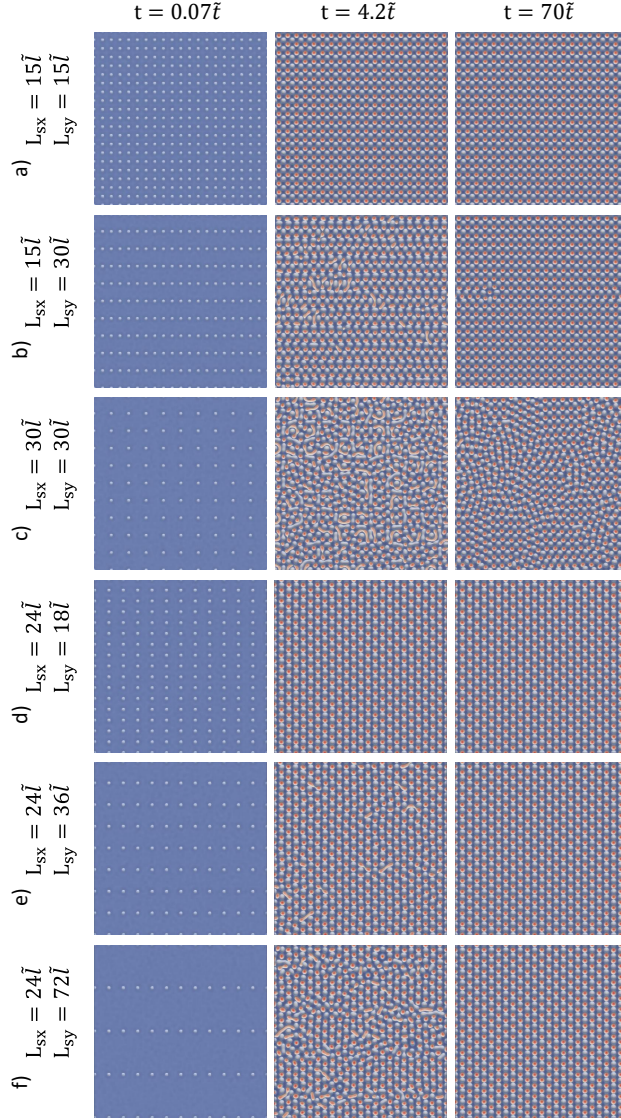 t = 0.07t̃
t = 4.2t̃
t = 70t̃
a) L_sx = 15l̃
L_sy = 15l̃
b) L_sx = 15l̃
L_sy = 30l̃
c) L_sx = 30l̃
L_sy = 30l̃
d) L_sx = 24l̃
L_sy = 18l̃
e) L_sx = 24l̃
L_sy = 36l̃
f) L_sx = 24l̃
L_sy = 72l̃